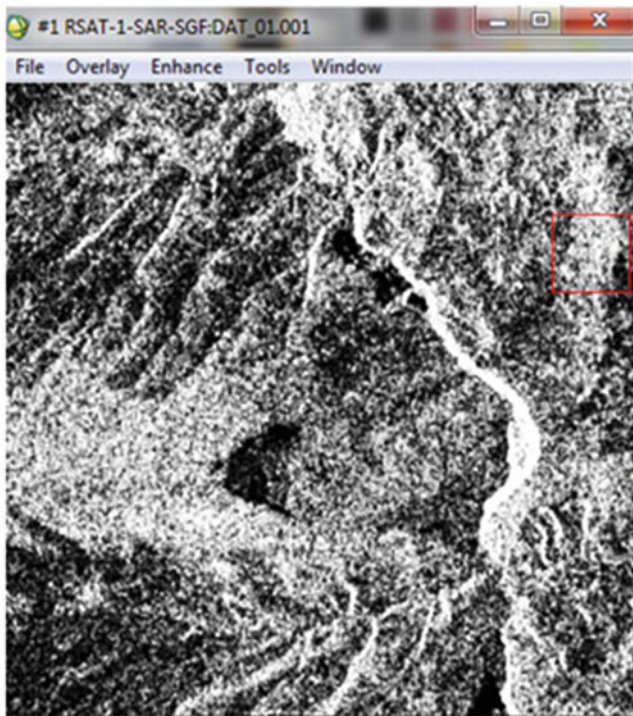 #1 RSAT-1-SAR-SGF:DAT_01.001
File Overlay Enhance Tools Window